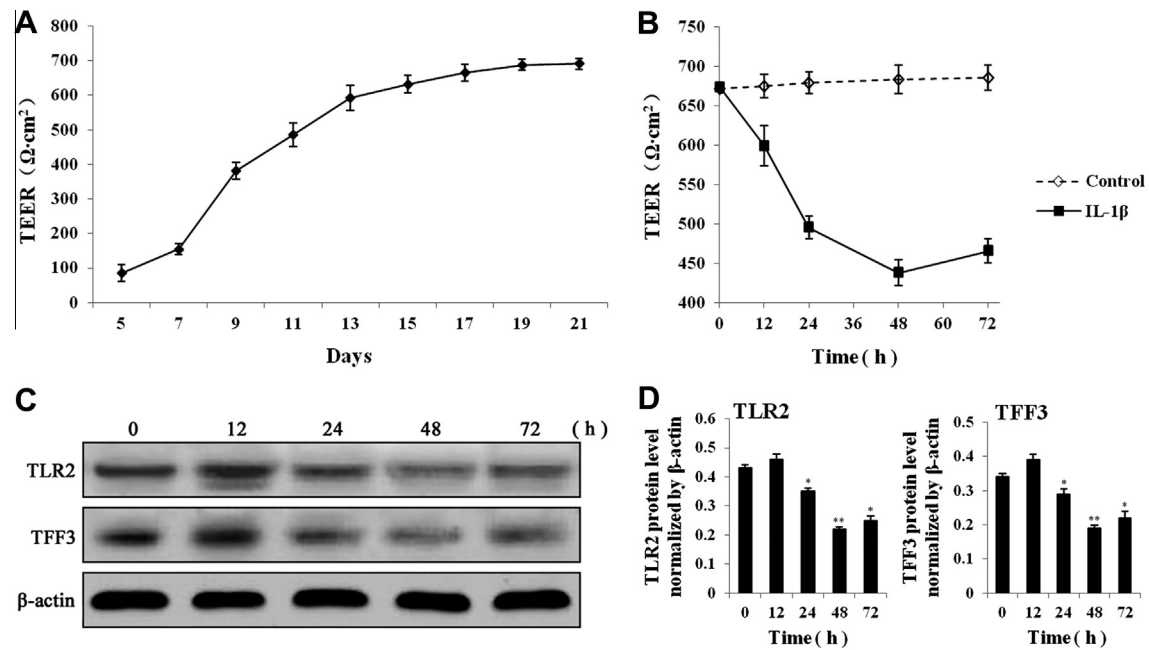 A
800
700
600
500
400
300
200
100
0
TEER ( Ω·cm2 )
5 7 9 11 13 15 17 19 21
Days
B
750
700
650
600
550
500
450
400
TEER ( Ω·cm2 )
0 12 24 36 48 60 72
Time ( h )
Control
IL-1β
C
0 12 24 48 72 ( h )
TLR2
TFF3
β-actin
D
TLR2
0.6
0.5
0.4
0.3
0.2
0.1
0
TLR2 protein level
normalized by β-actin
* ** *
0 12 24 48 72
Time ( h )
TFF3
0.5
0.4
0.3
0.2
0.1
0
TFF3 protein level
normalized by β-actin
* ** *
0 12 24 48 72
Time ( h )